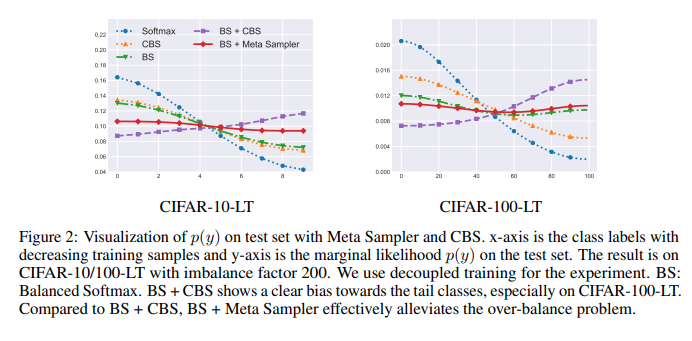 0.22
0.20
0.18
0.16
0.14
0.12
0.10
0.08
0.06
0.04
0 2 4 6 8
Softmax
CBS
BS
BS + CBS
BS + Meta Sampler
0.020
0.016
0.012
0.008
0.004
0.000
0 20 40 60 80 100
CIFAR-10-LT CIFAR-100-LT
Figure 2: Visualization of p(y) on test set with Meta Sampler and CBS. x-axis is the class labels with
decreasing training samples and y-axis is the marginal likelihood p(y) on the test set. The result is on
CIFAR-10/100-LT with imbalance factor 200. We use decoupled training for the experiment. BS:
Balanced Softmax. BS + CBS shows a clear bias towards the tail classes, especially on CIFAR-100-LT.
Compared to BS + CBS, BS + Meta Sampler effectively alleviates the over-balance problem.